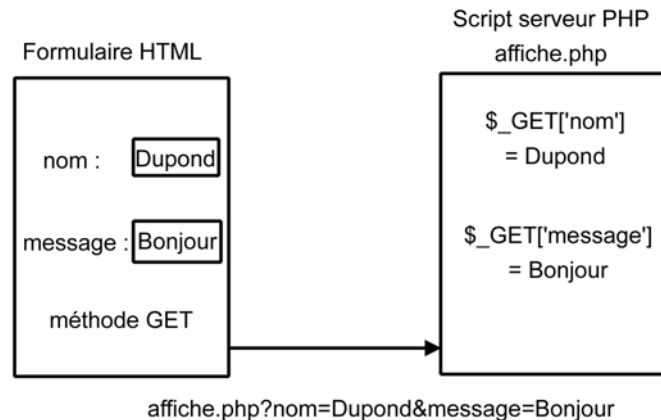 Formulaire HTML
nom :
Dupond
message :
Bonjour
méthode GET
Script serveur PHP
affiche.php
$_GET['nom']
= Dupond
$_GET['message']
= Bonjour
affiche.php?nom=Dupond&message=Bonjour